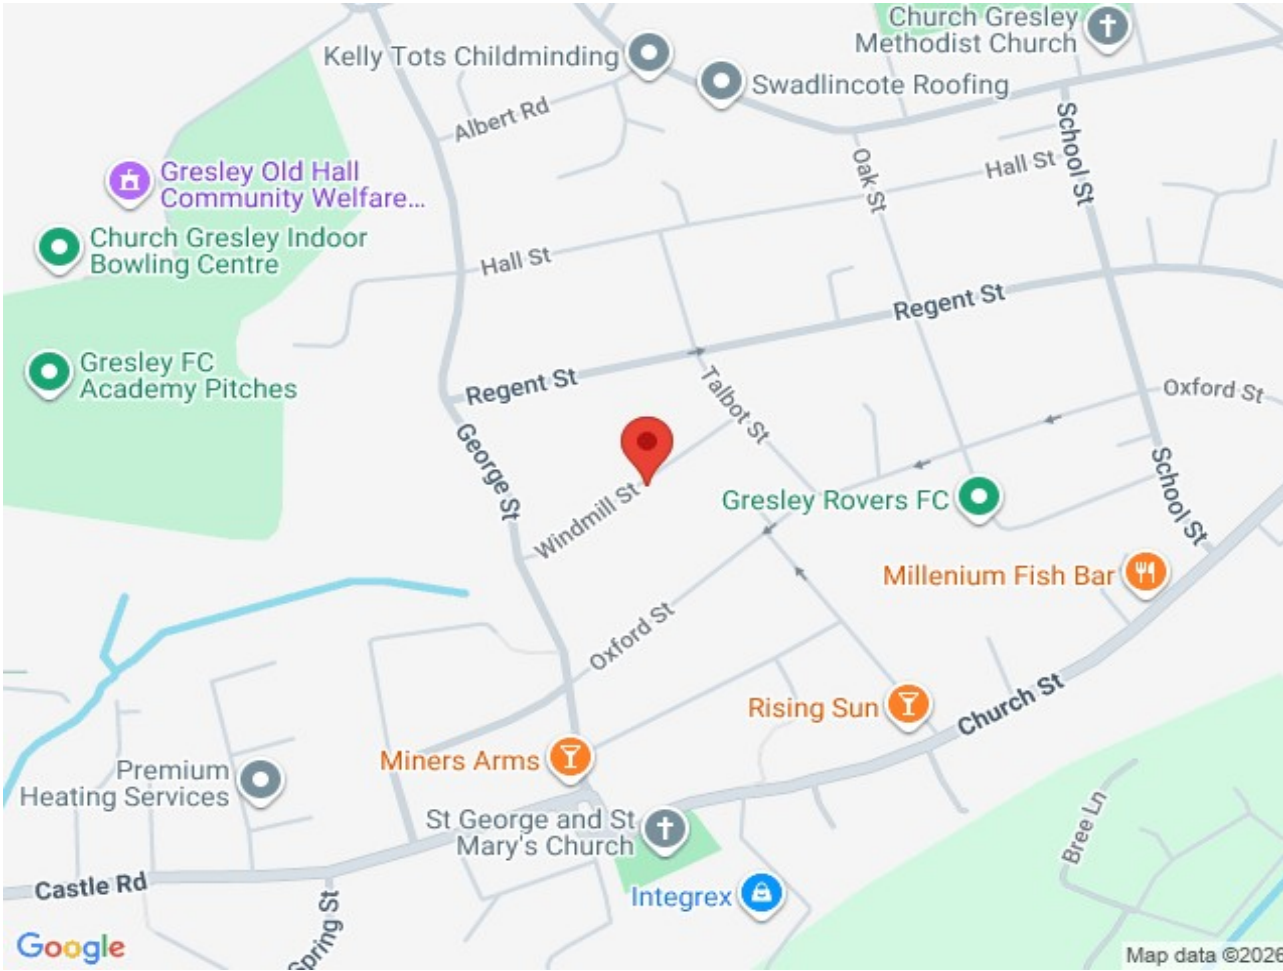 Church Gresley
Methodist Church
Kelly Tots Childminding
Swadlincote Roofing
Albert Rd
School St
Oak St
Hall St
Gresley Old Hall
Community Welfare...
Church Gresley Indoor
Bowling Centre
Hall St
Regent St
Gresley FC
Academy Pitches
Regent St
Talbot St
Oxford St
George St
School St
Windmill St
Gresley Rovers FC
Millenium Fish Bar
Oxford St
Rising Sun
Church St
Miners Arms
Premium
Heating Services
St George and St
Mary's Church
Bree Ln
Castle Rd
Integrex
Spring St
Google
Map data ©2026